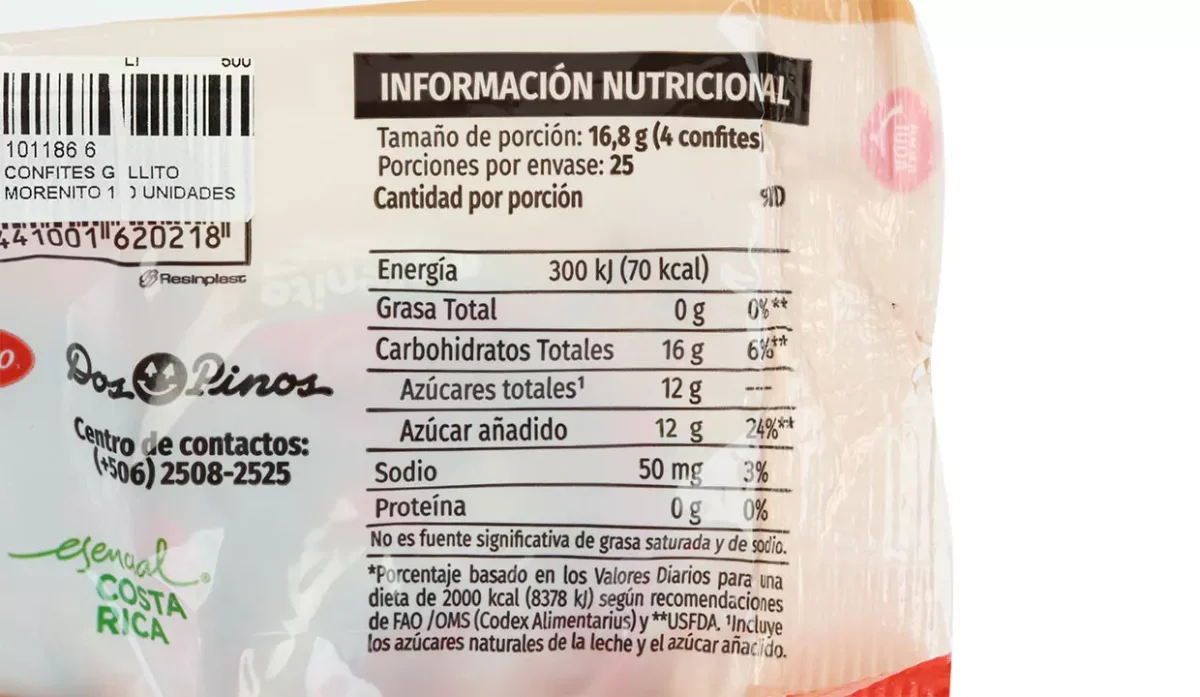 LI 500
101186 6
CONFITES G LLITO
MORENITO 1 0 UNIDADES
441001 620218
Resinplast
Dos Pinos
Centro de contactos:
(+506) 2508-2525
esencial
COSTA
RICA
INFORMACIÓN NUTRICIONAL
Tamaño de porción: 16,8 g (4 confites)
Porciones por envase: 25
Cantidad por porción
Energía 300 kJ (70 kcal)
Grasa Total 0 g 0%**
Carbohidratos Totales 16 g 6%**
Azúcares totales¹ 12 g ---
Azúcar añadido 12 g 24%**
Sodio 50 mg 3%
Proteína 0 g 0%
No es fuente significativa de grasa saturada y de sodio.
*Porcentaje basado en los Valores Diarios para una
dieta de 2000 kcal (8378 kJ) según recomendaciones
de FAO /OMS (Codex Alimentarius) y **USFDA. ¹Incluye
los azúcares naturales de la leche y el azúcar añadido.